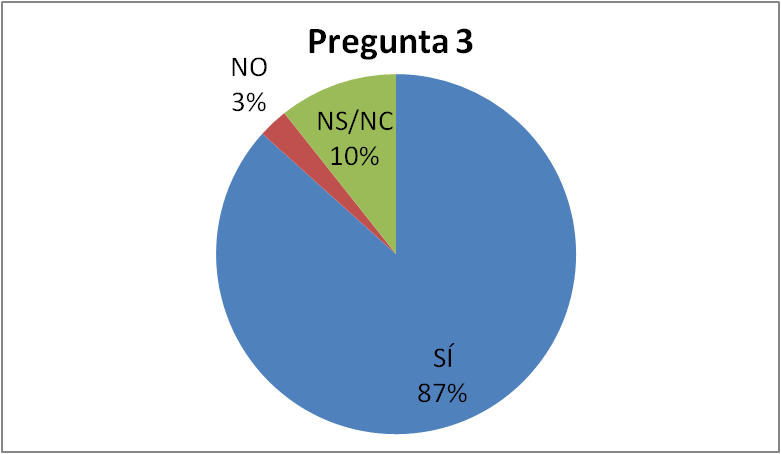 Pregunta 3
NO
3%
NS/NC
10%
SÍ
87%